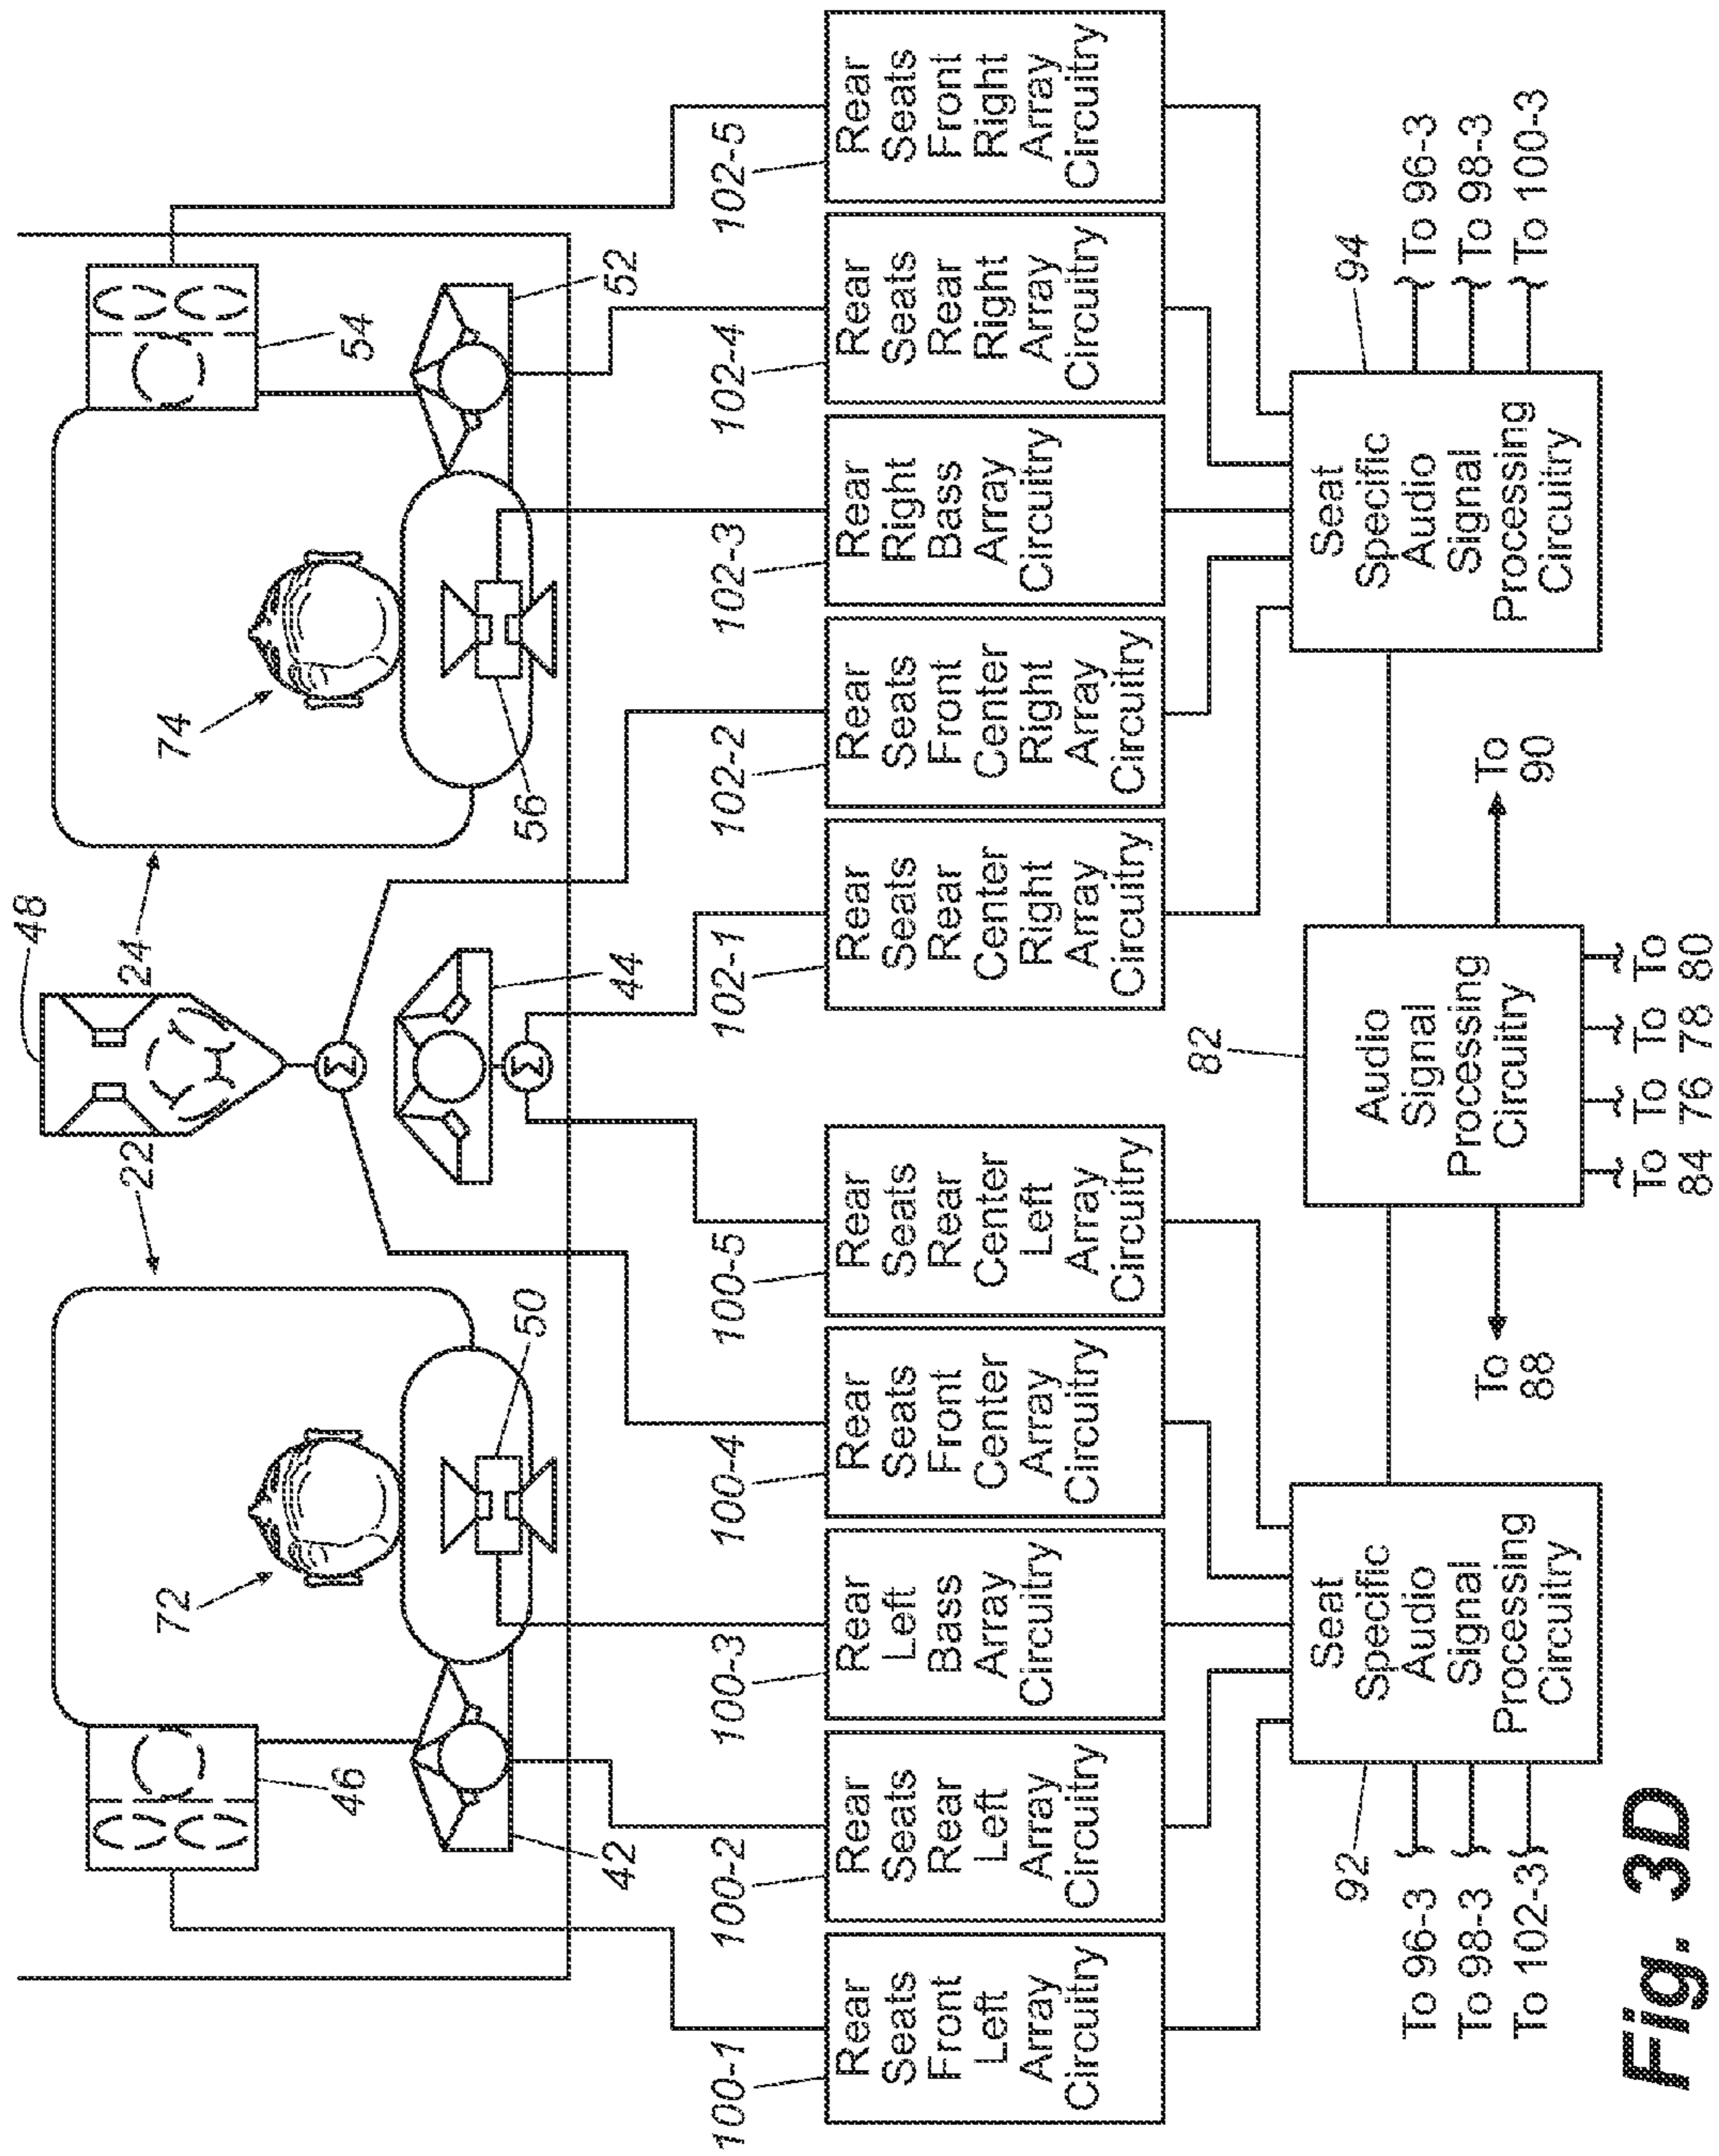 48
22
24
72
74
46
54
42
50
44
56
52
100-1
100-2
100-3
100-4
100-5
102-1
102-2
102-3
102-4
102-5
Rear
Seats
Front
Left
Array
Circuitry
Rear
Seats
Rear
Left
Array
Circuitry
Rear
Left
Bass
Array
Circuitry
Rear
Seats
Front
Center
Array
Circuitry
Rear
Seats
Rear
Center
Left
Array
Circuitry
Rear
Seats
Rear
Center
Right
Array
Circuitry
Rear
Seats
Front
Center
Right
Array
Circuitry
Rear
Right
Bass
Array
Circuitry
Rear
Seats
Rear
Right
Array
Circuitry
Rear
Seats
Front
Right
Array
Circuitry
Σ
Σ
92
Seat
Specific
Audio
Signal
Processing
Circuitry
To 96-3
To 98-3
To 102-3
82
Audio
Signal
Processing
Circuitry
To
88
To
90
To
84
To
76
To
78
To
80
94
Seat
Specific
Audio
Signal
Processing
Circuitry
To 96-3
To 98-3
To 100-3
Fig. 3D